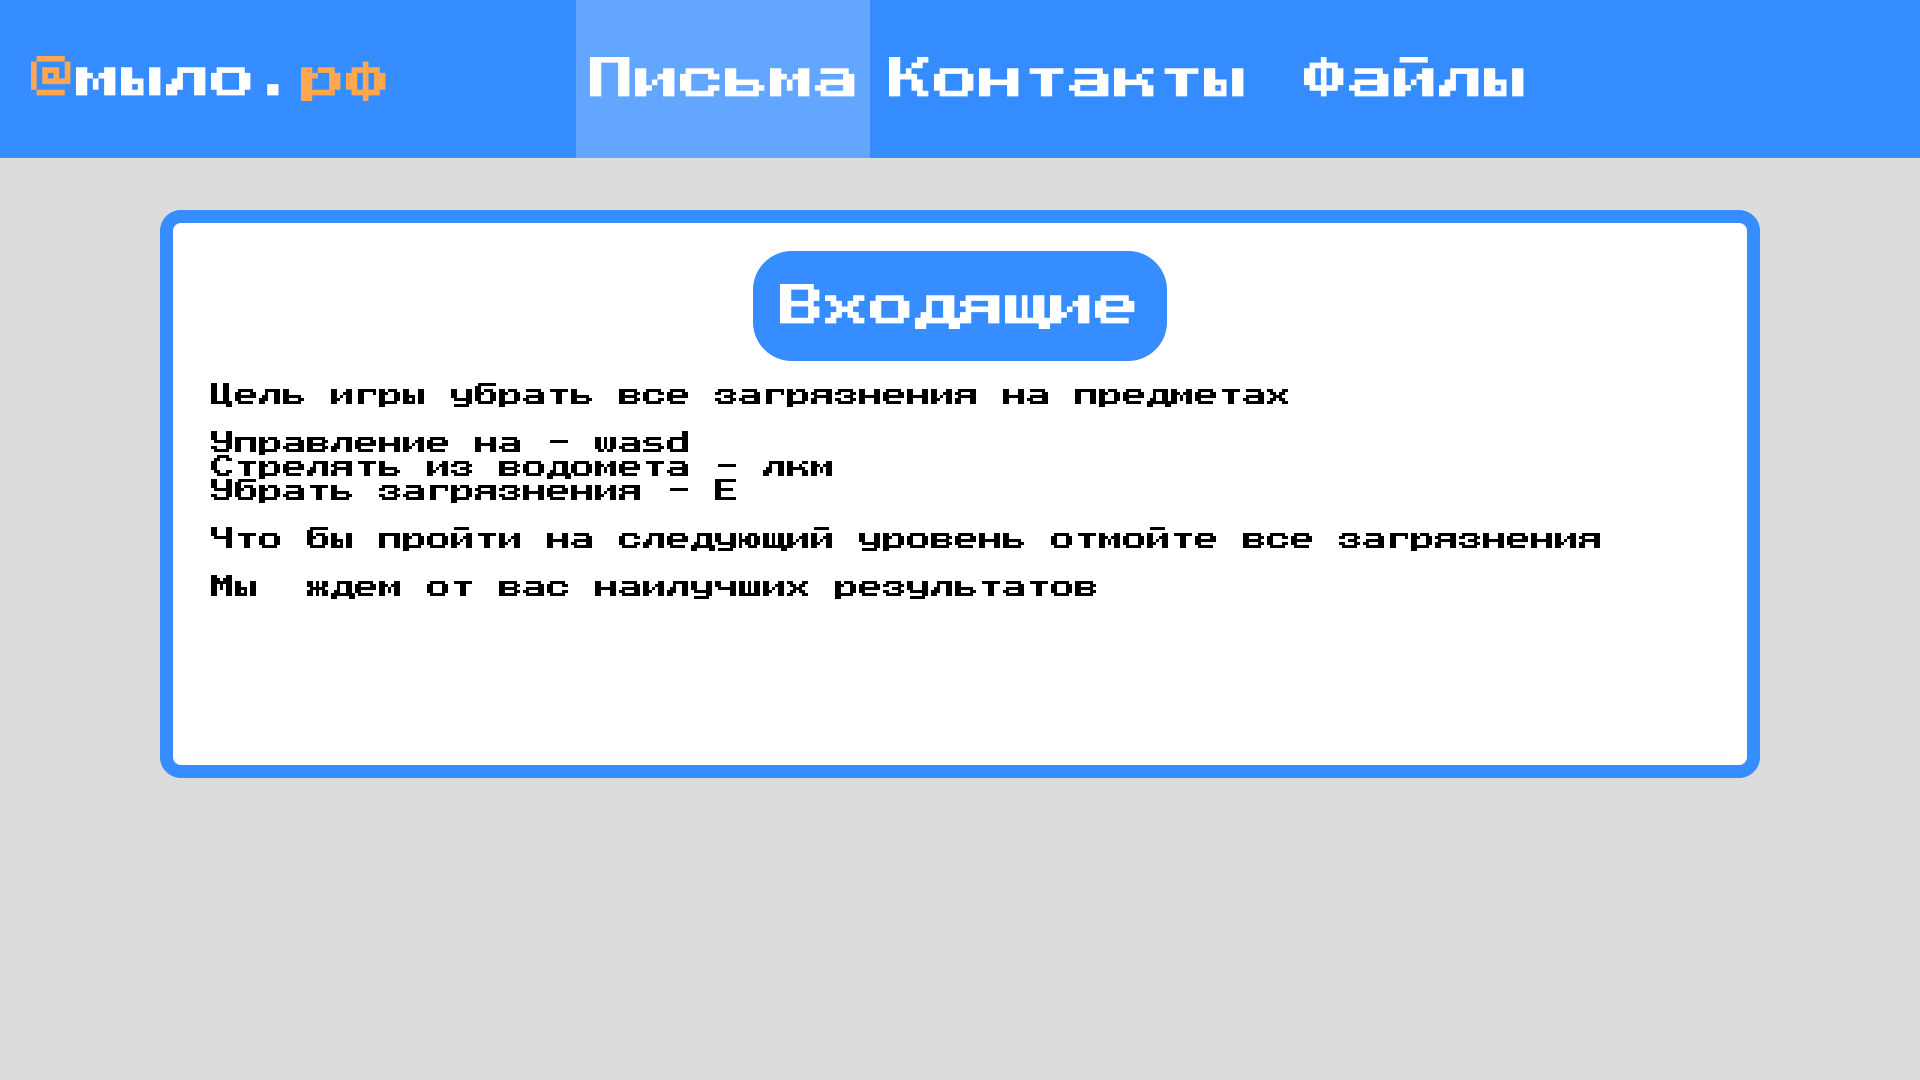 @мыло.рф
Письма Контакты Файлы
Входящие
Цель игры убрать все загрязнения на предметах
Управление на - wasd
Стрелять из водомета - лкм
Убрать загрязнения - E
Что бы пройти на следующий уровень отмойте все загрязнения
Мы  ждем от вас наилучших результатов